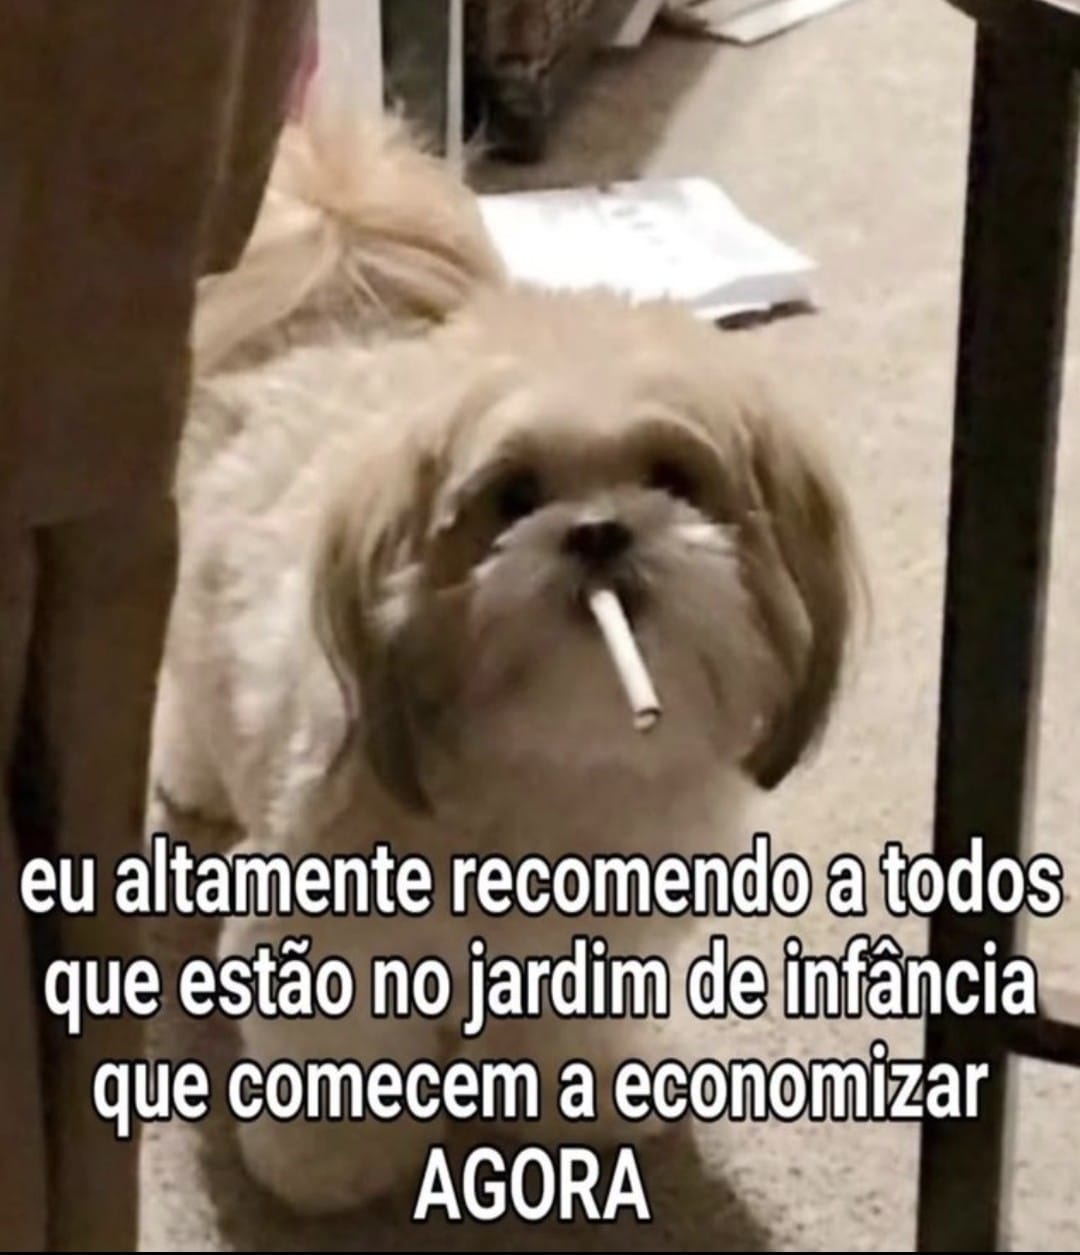 eu altamente recomendo a todos
que estão no jardim de infância
que comecem a economizar
AGORA